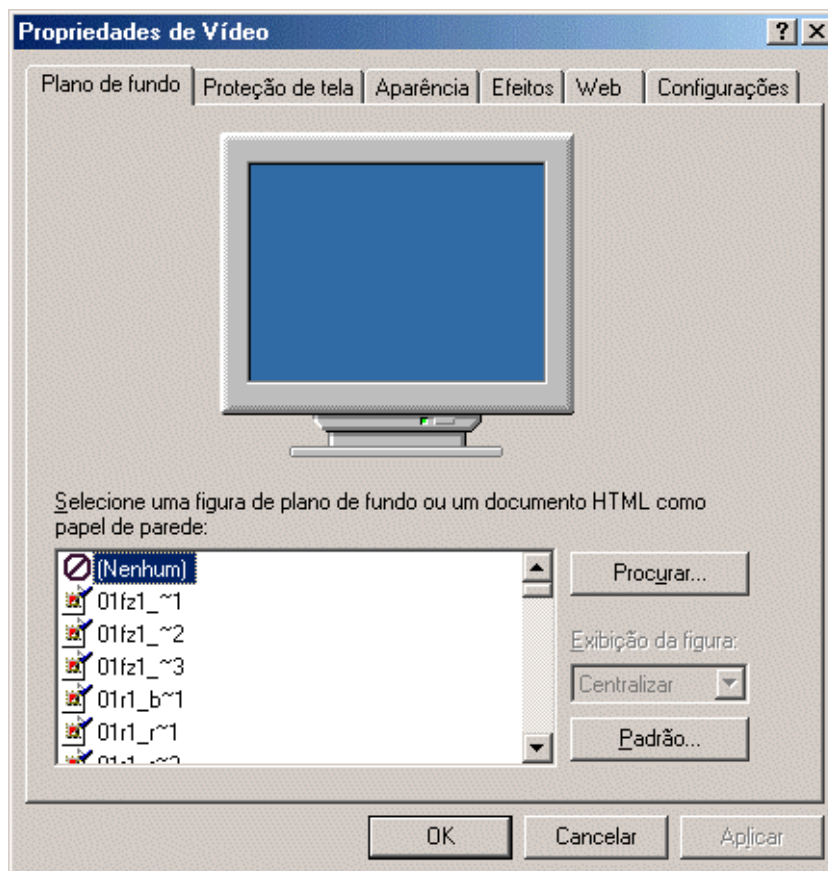 Propriedades de Vídeo
Plano de fundo
Proteção de tela
Aparência
Efeitos
Web
Configurações
Selecione uma figura de plano de fundo ou um documento HTML como
papel de parede:
(Nenhum)
01fz1_~1
01fz1_~2
01fz1_~3
01r1_b~1
01r1_r~1
Procurar...
Exibição da figura:
Centralizar
Padrão...
OK
Cancelar
Aplicar